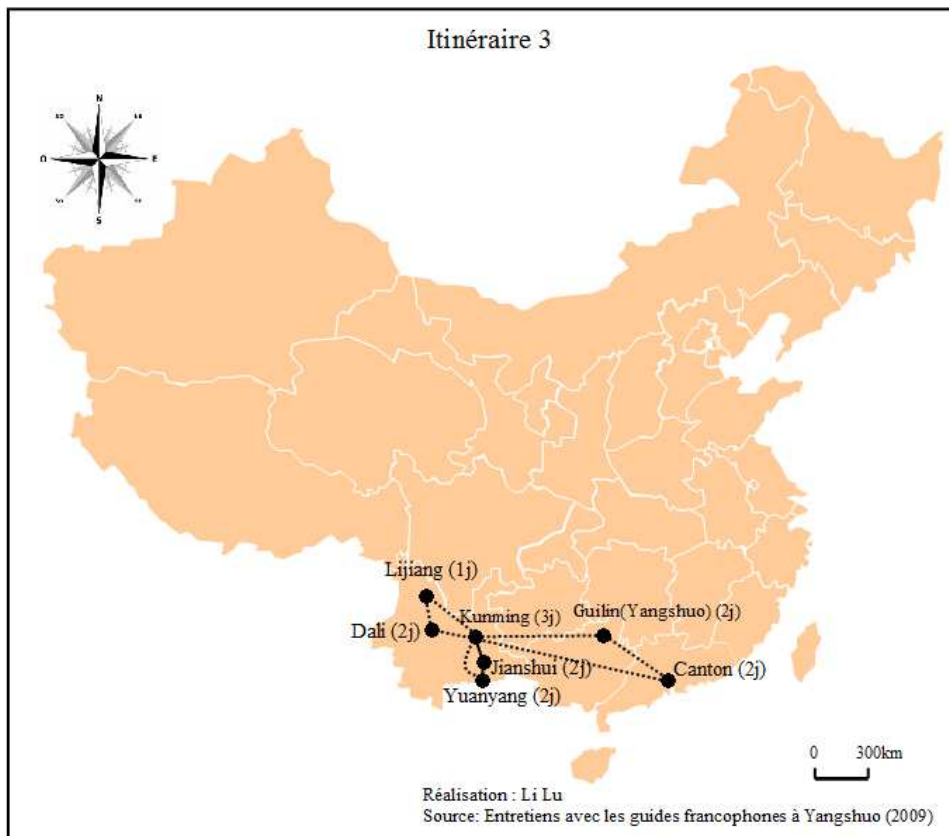 Itinéraire 3
N
O
E
S
Lijiang (1j)
Kunming (3j)
Guilin(Yangshuo) (2j)
Dali (2j)
Jianshui (2j)
Canton (2j)
Yuanyang (2j)
0 300km
Réalisation : Li Lu
Source: Entretiens avec les guides francophones à Yangshuo (2009)